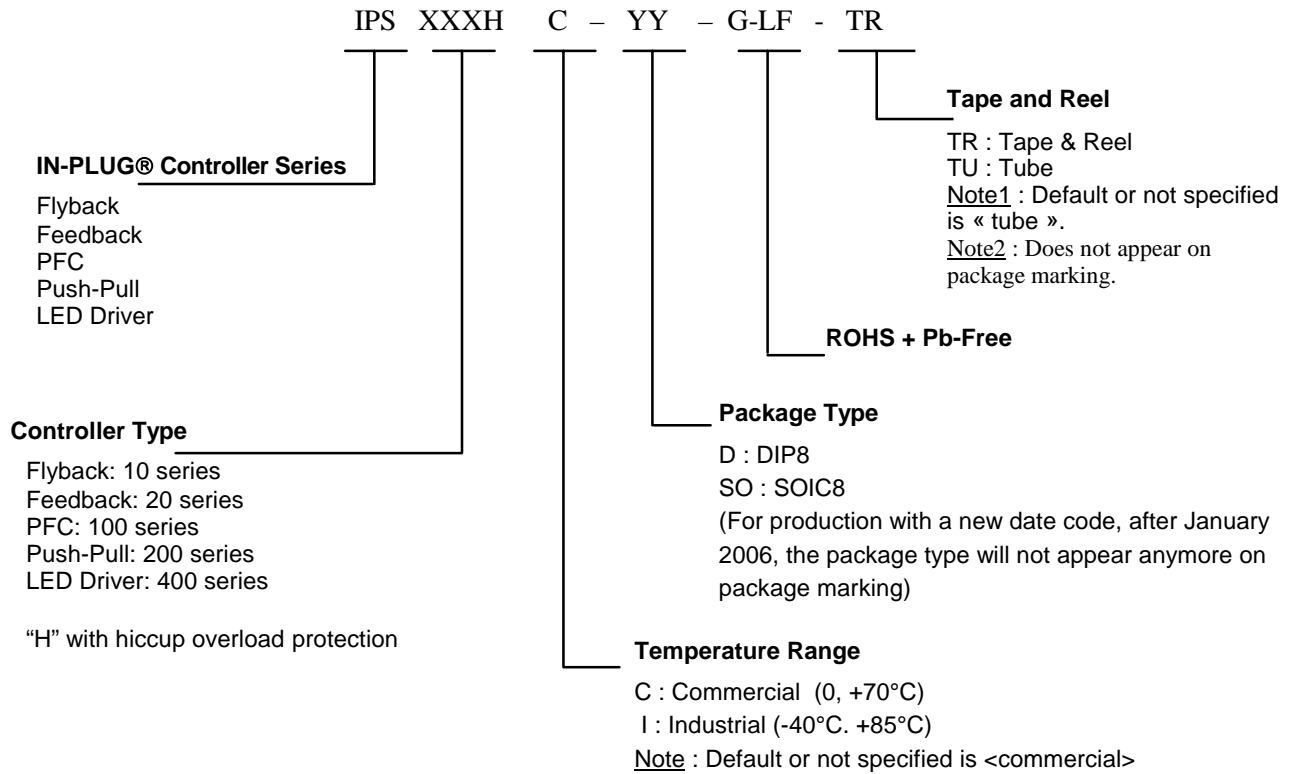 IPS XXXH C – YY – G-LF - TR
Tape and Reel
TR : Tape & Reel
TU : Tube
Note1 : Default or not specified
is « tube ».
Note2 : Does not appear on
package marking.
IN-PLUG® Controller Series
Flyback
Feedback
PFC
Push-Pull
LED Driver
ROHS + Pb-Free
Package Type
D : DIP8
SO : SOIC8
(For production with a new date code, after January
2006, the package type will not appear anymore on
package marking)
Controller Type
Flyback: 10 series
Feedback: 20 series
PFC: 100 series
Push-Pull: 200 series
LED Driver: 400 series
“H” with hiccup overload protection
Temperature Range
C : Commercial (0, +70°C)
I : Industrial (-40°C. +85°C)
Note : Default or not specified is <commercial>